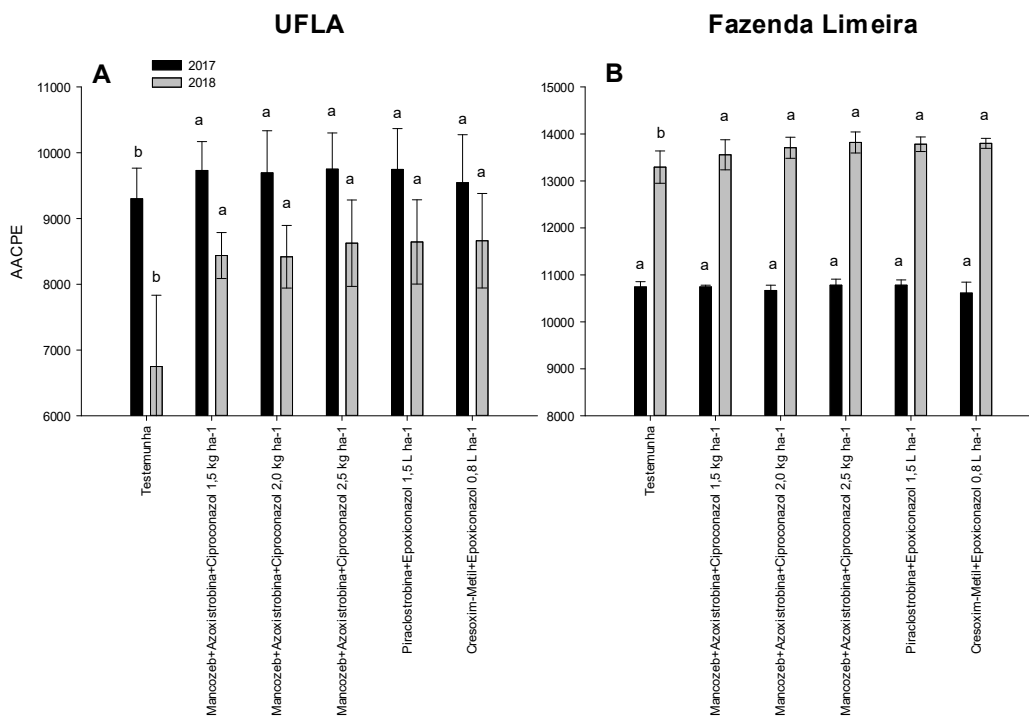 UFLA
Fazenda Limeira
A
2017
2018
AACPE
11000
10000
9000
8000
7000
6000
b
b
a
a
a
a
a
a
a
a
a
a
Testemunha
Mancozeb+Azoxistrobina+Ciproconazol 1,5 kg ha-1
Mancozeb+Azoxistrobina+Ciproconazol 2,0 kg ha-1
Mancozeb+Azoxistrobina+Ciproconazol 2,5 kg ha-1
Piraclostrobina+Epoxiconazol 1,5 L ha-1
Cresoxim-Metil+Epoxiconazol 0,8 L ha-1
B
15000
14000
13000
12000
11000
10000
9000
8000
a
b
a
a
a
a
a
a
a
a
a
a
Testemunha
Mancozeb+Azoxistrobina+Ciproconazol 1,5 kg ha-1
Mancozeb+Azoxistrobina+Ciproconazol 2,0 kg ha-1
Mancozeb+Azoxistrobina+Ciproconazol 2,5 kg ha-1
Piraclostrobina+Epoxiconazol 1,5 L ha-1
Cresoxim-Metil+Epoxiconazol 0,8 L ha-1